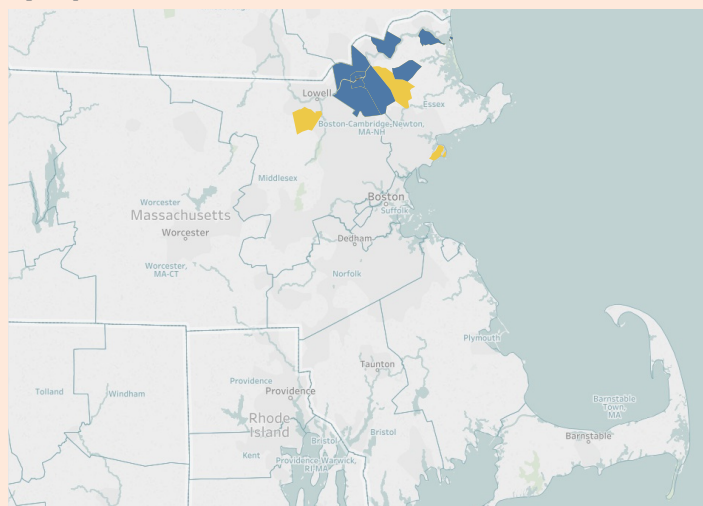 Lowell
Essex
Boston-Cambridge-Newton,
MA-NH
Middlesex
Worcester
Massachusetts
Worcester
Boston
Suffolk
Dedham
Worcester,
MA-CT
Norfolk
Plymouth
Taunton
Tolland
Windham
Providence
Providence
Rhode
Island
Kent
Bristol
Bristol
Providence-Warwick,
RI-MA
Barnstable
Town,
MA
Barnstable